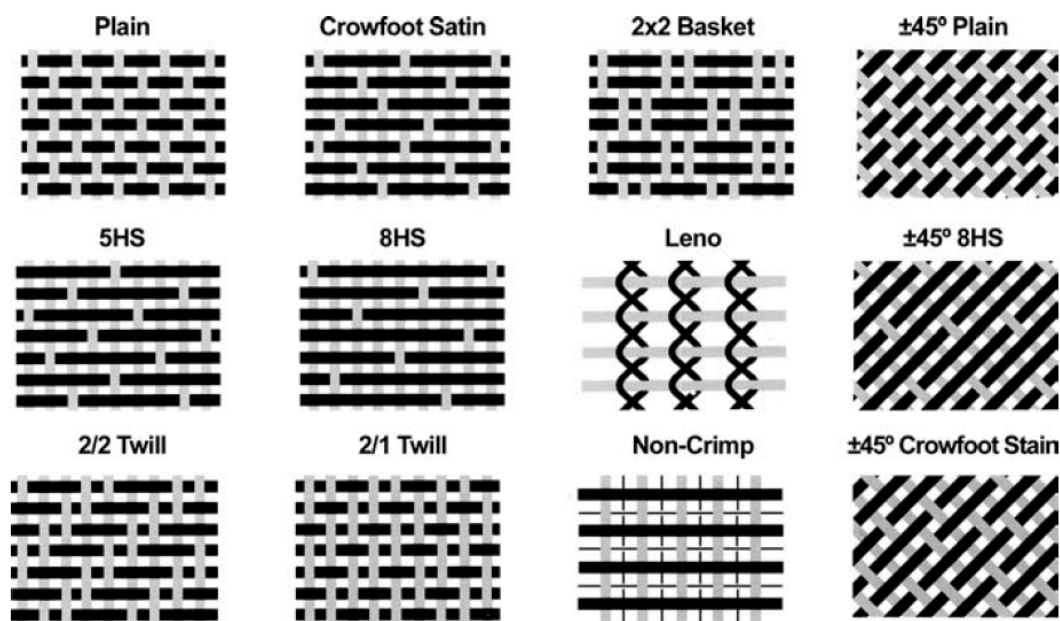 Plain
Crowfoot Satin
2x2 Basket
±45º Plain
5HS
8HS
Leno
±45º 8HS
2/2 Twill
2/1 Twill
Non-Crimp
±45º Crowfoot Stain